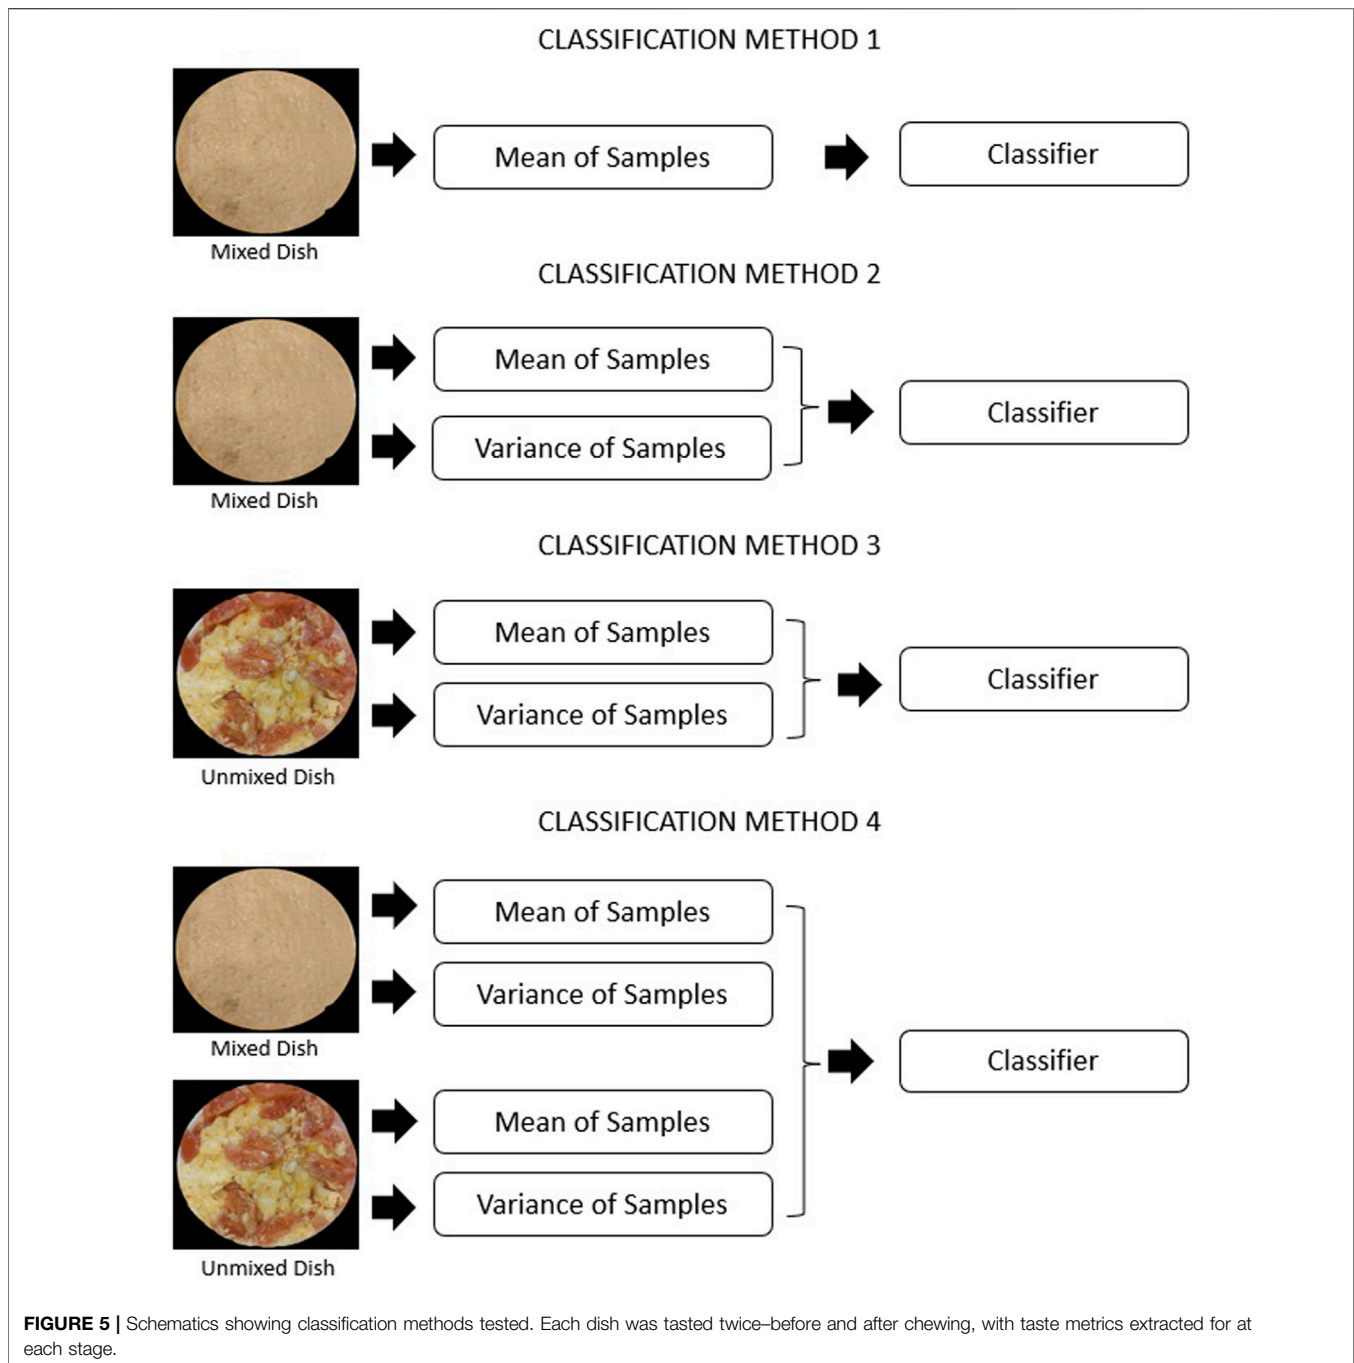 CLASSIFICATION METHOD 1
Mean of Samples
Classifier
Mixed Dish
CLASSIFICATION METHOD 2
Mean of Samples
Variance of Samples
Classifier
Mixed Dish
CLASSIFICATION METHOD 3
Mean of Samples
Variance of Samples
Classifier
Unmixed Dish
CLASSIFICATION METHOD 4
Mean of Samples
Variance of Samples
Mixed Dish
Classifier
Mean of Samples
Variance of Samples
Unmixed Dish
FIGURE 5 | Schematics showing classification methods tested. Each dish was tasted twice–before and after chewing, with taste metrics extracted for at
each stage.